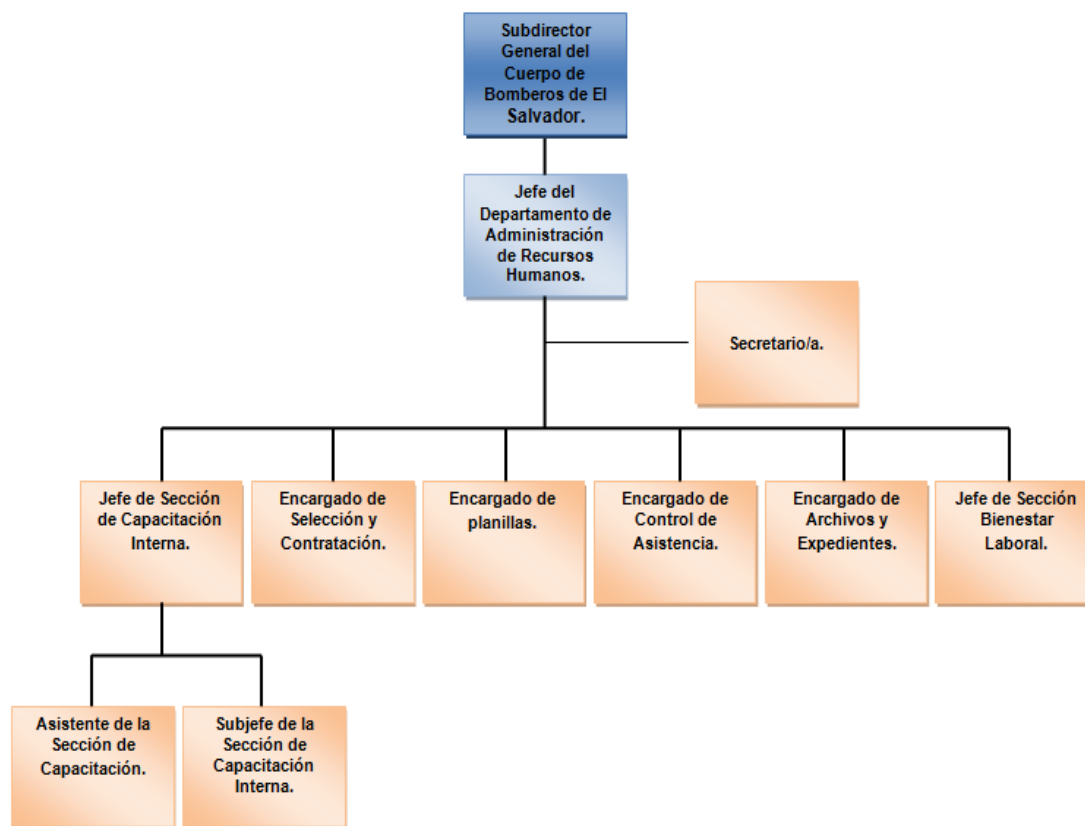 Subdirector
General del
Cuerpo de
Bomberos de El
Salvador.
Jefe del
Departamento de
Administración
de Recursos
Humanos.
Secretario/a.
Jefe de Sección
de Capacitación
Interna.
Encargado de
Selección y
Contratación.
Encargado de
planillas.
Encargado de
Control de
Asistencia.
Encargado de
Archivos y
Expedientes.
Jefe de Sección
Bienestar
Laboral.
Asistente de la
Sección de
Capacitación.
Subjefe de la
Sección de
Capacitación
Interna.